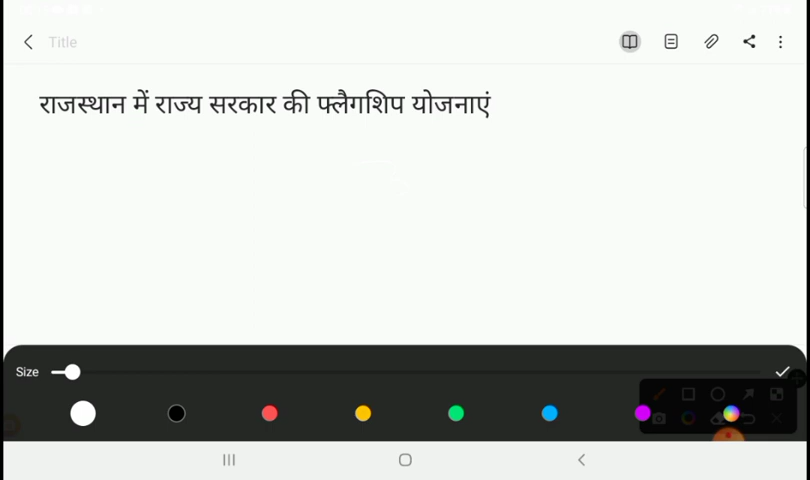 Title
राजस्थान में राज्य सरकार की फ्लैगशिप योजनाएं
Size